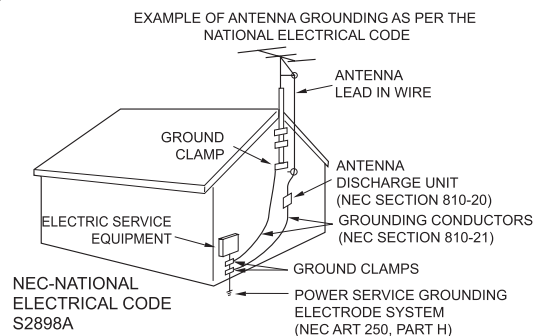 EXAMPLE OF ANTENNA GROUNDING AS PER THE
NATIONAL ELECTRICAL CODE
ANTENNA
LEAD IN WIRE
GROUND
CLAMP
ANTENNA
DISCHARGE UNIT
(NEC SECTION 810-20)
ELECTRIC SERVICE
EQUIPMENT
GROUNDING CONDUCTORS
(NEC SECTION 810-21)
GROUND CLAMPS
NEC-NATIONAL
ELECTRICAL CODE
S2898A
POWER SERVICE GROUNDING
ELECTRODE SYSTEM
(NEC ART 250, PART H)